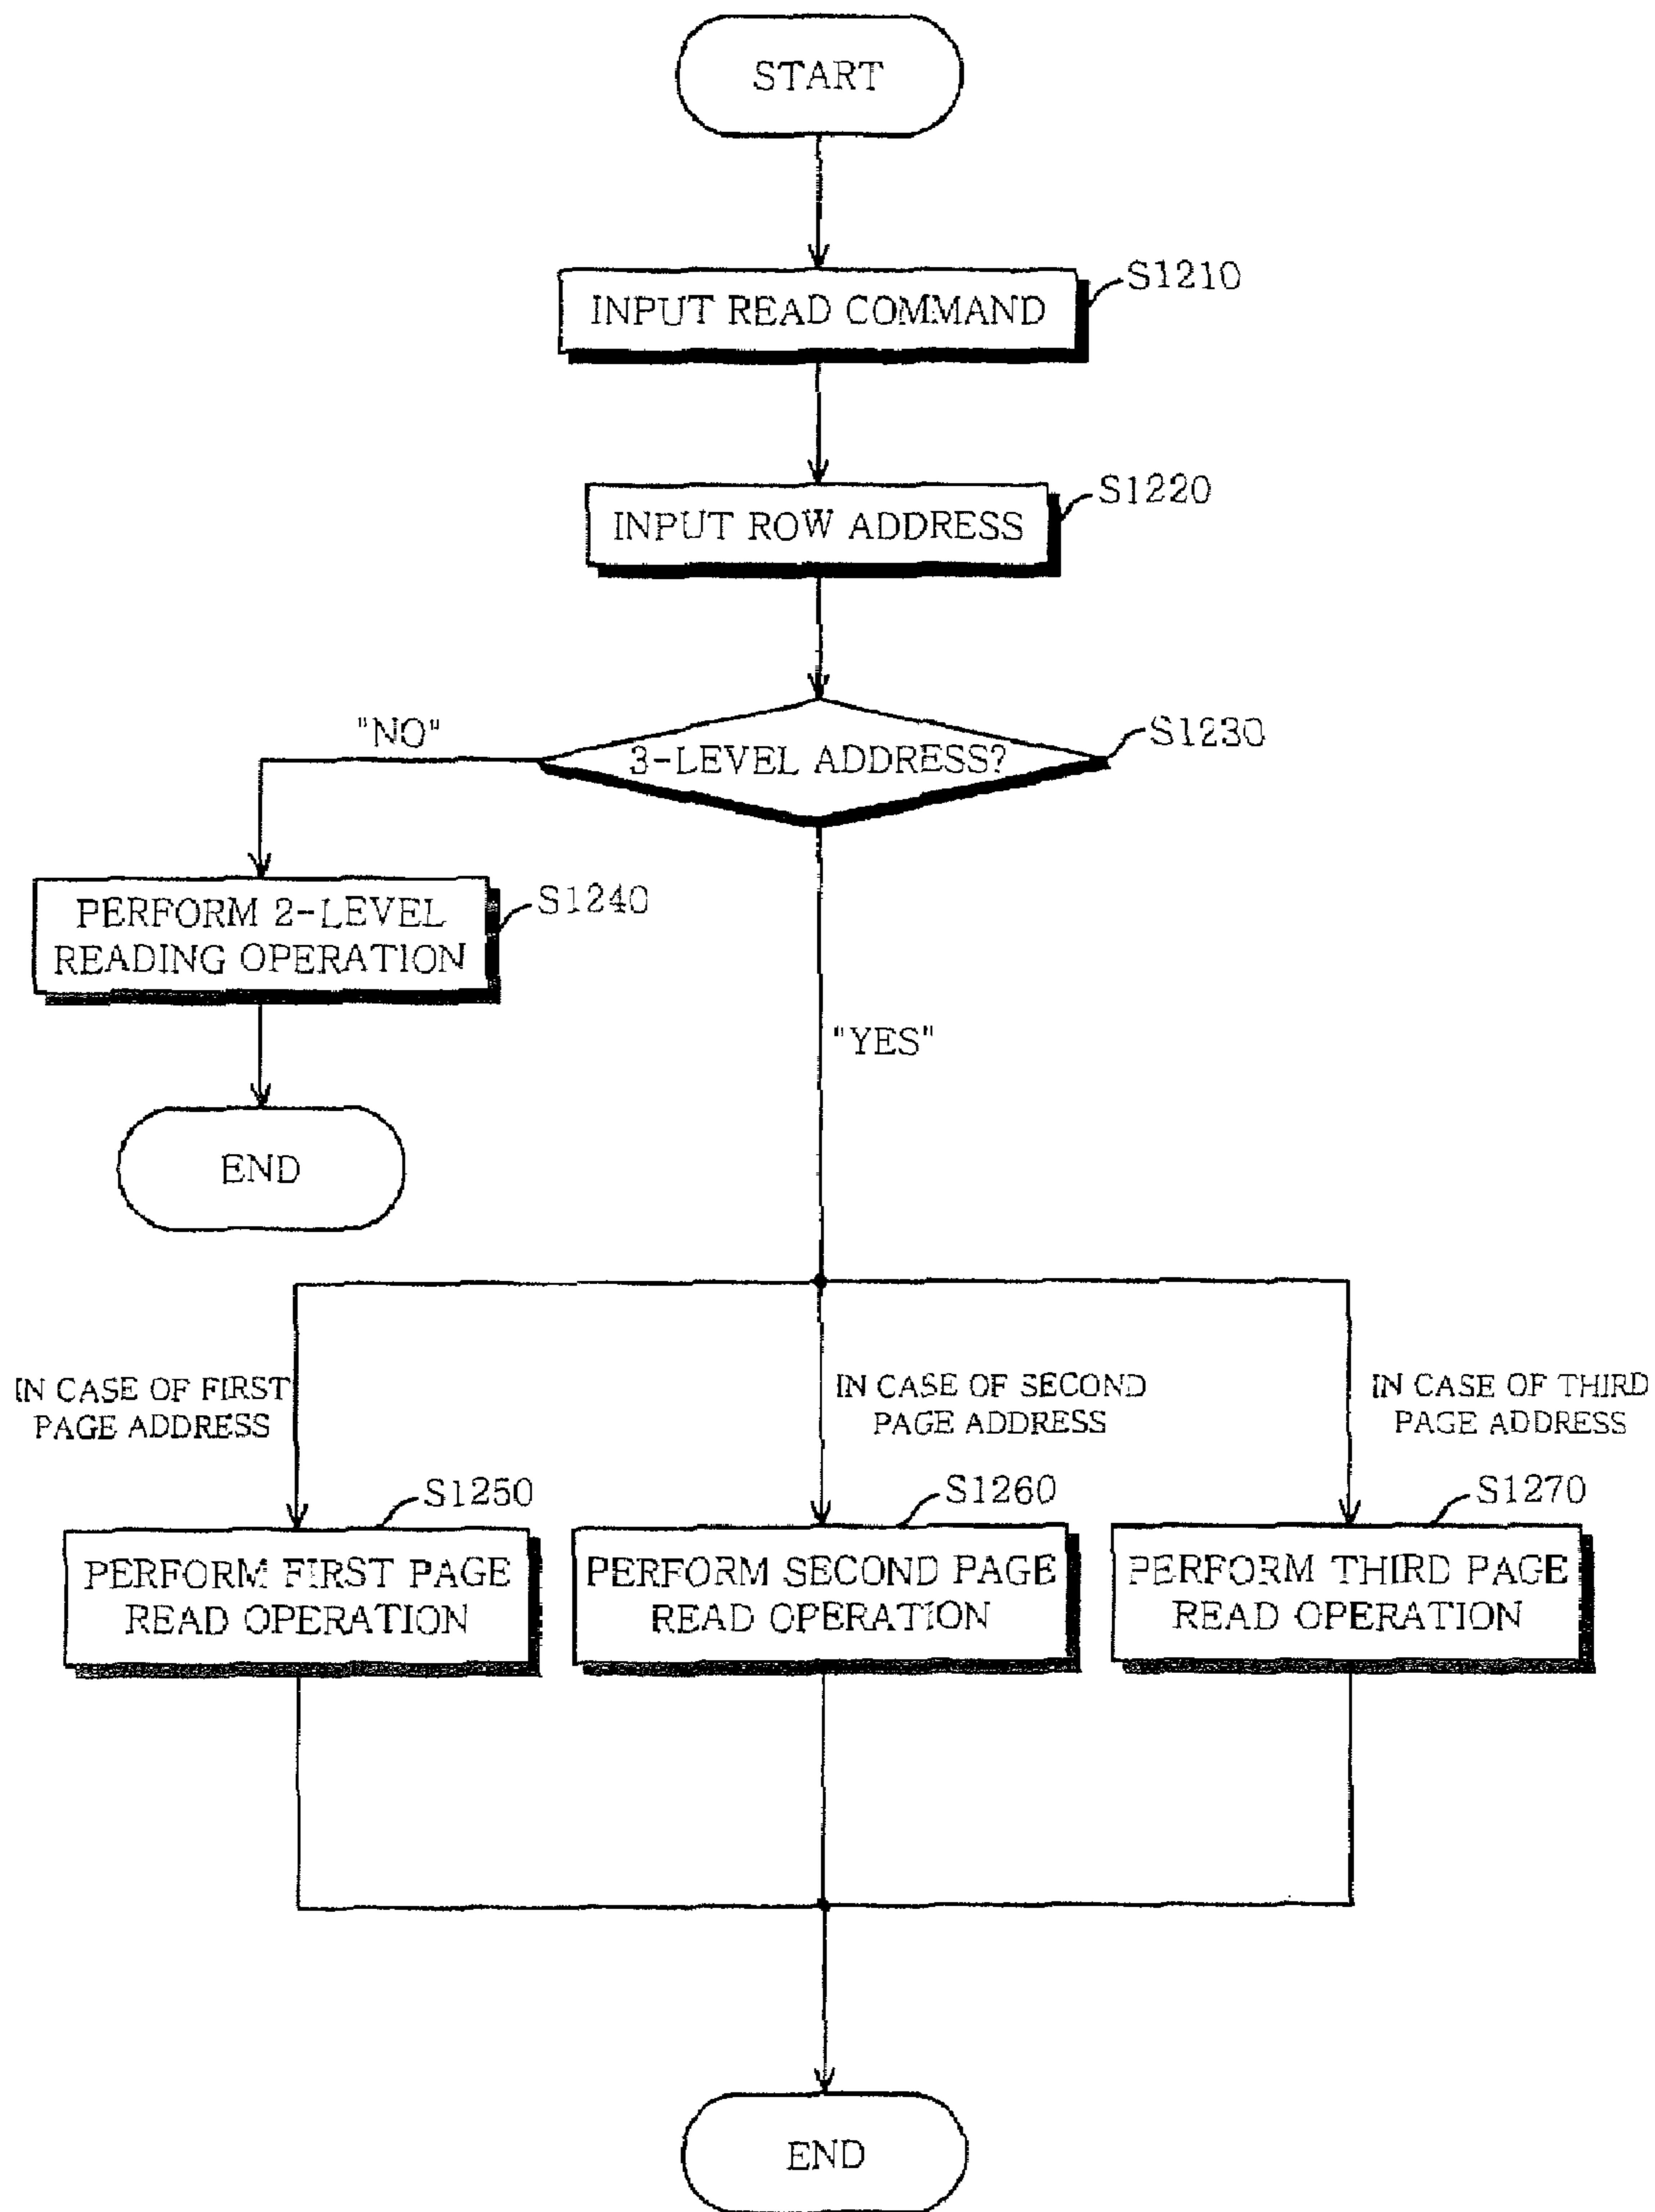 START
INPUT READ COMMAND
S1210
INPUT ROW ADDRESS
S1220
3-LEVEL ADDRESS?
S1230
"NO"
PERFORM 2-LEVEL
READING OPERATION
S1240
END
"YES"
IN CASE OF FIRST
PAGE ADDRESS
IN CASE OF SECOND
PAGE ADDRESS
IN CASE OF THIRD
PAGE ADDRESS
S1250
PERFORM FIRST PAGE
READ OPERATION
S1260
PERFORM SECOND PAGE
READ OPERATION
S1270
PERFORM THIRD PAGE
READ OPERATION
END